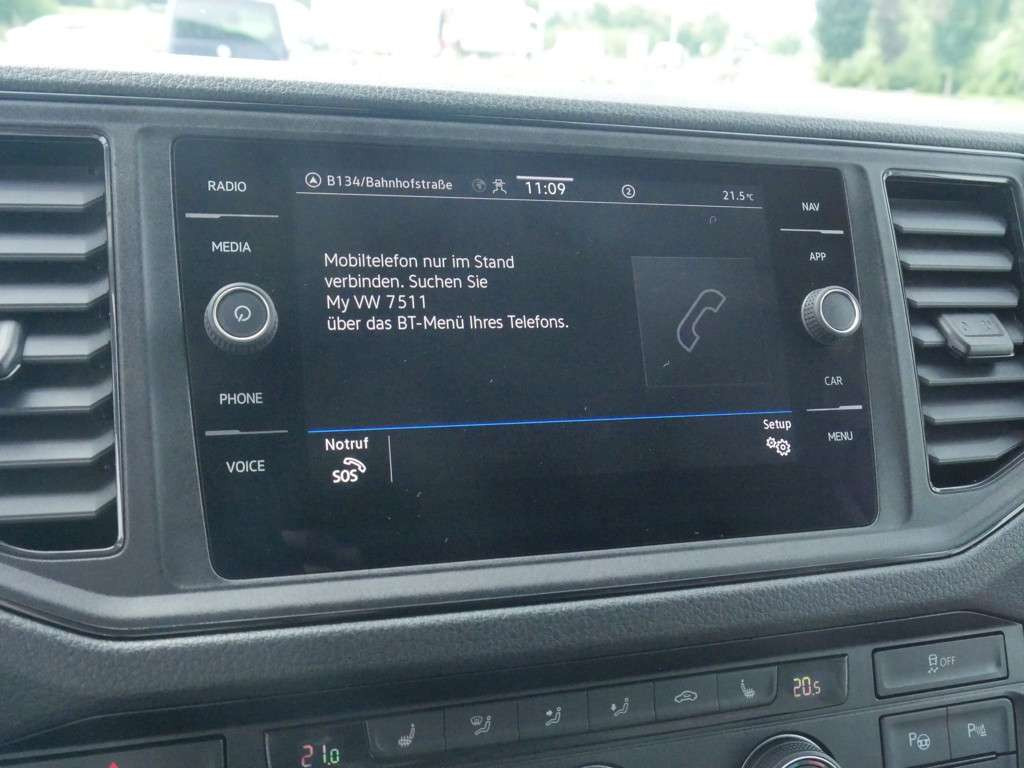 RADIO
MEDIA
PHONE
VOICE
B134/Bahnhofstraße
11:09
2
21.5°C
Mobiltelefon nur im Stand
verbinden. Suchen Sie
My VW 7511
über das BT-Menü Ihres Telefons.
Notruf
SOS
Setup
NAV
APP
CAR
MENU
21.0
20.5
OFF
P
P